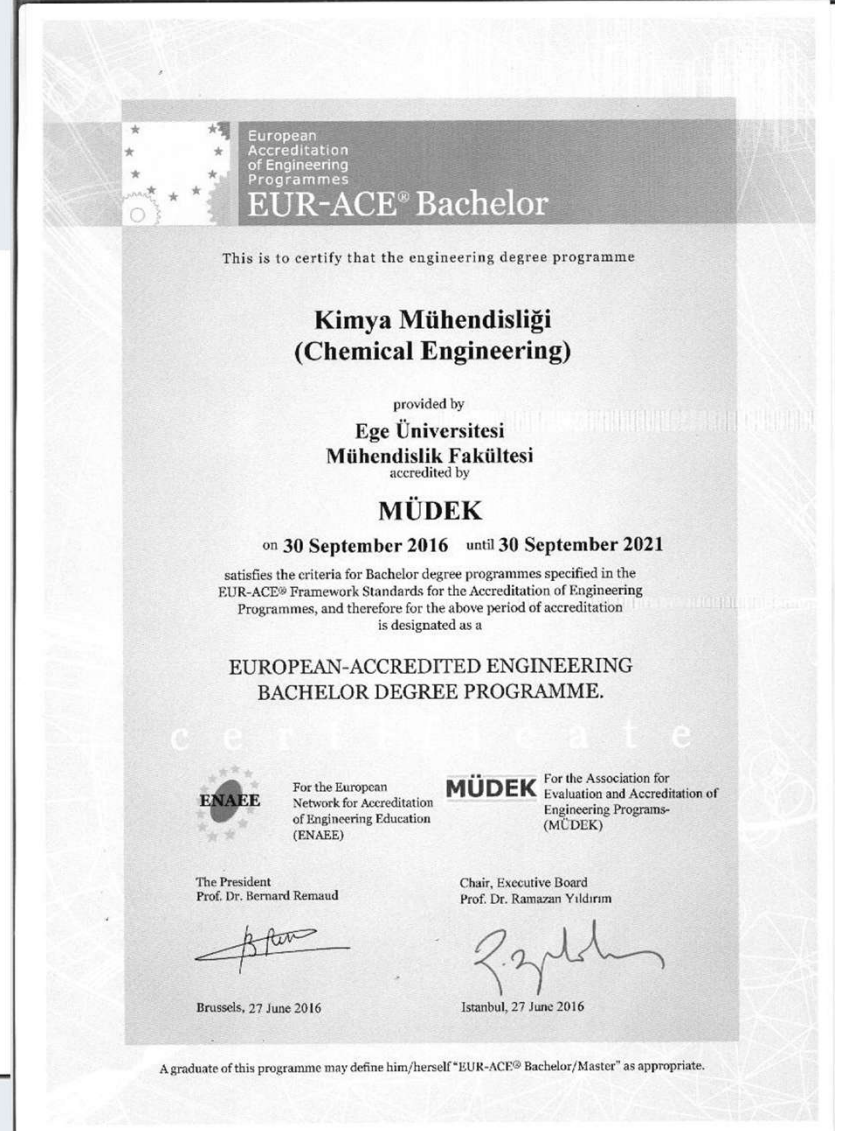 European
Accreditation
of Engineering
Programmes
EUR-ACE® Bachelor
This is to certify that the engineering degree programme
Kimya Mühendisliği
(Chemical Engineering)
provided by
Ege Üniversitesi
Mühendislik Fakültesi
accredited by
MÜDEK
on 30 September 2016 until 30 September 2021
satisfies the criteria for Bachelor degree programmes specified in the
EUR-ACE® Framework Standards for the Accreditation of Engineering
Programmes, and therefore for the above period of accreditation
is designated as a
EUROPEAN-ACCREDITED ENGINEERING
BACHELOR DEGREE PROGRAMME.
certificate
ENAEE
For the European
Network for Accreditation
of Engineering Education
(ENAEE)
MÜDEK
For the Association for
Evaluation and Accreditation of
Engineering Programs-
(MÜDEK)
The President
Prof. Dr. Bernard Remaud
Chair, Executive Board
Prof. Dr. Ramazan Yıldırım
Brussels, 27 June 2016
Istanbul, 27 June 2016
A graduate of this programme may define him/herself "EUR-ACE® Bachelor/Master" as appropriate.